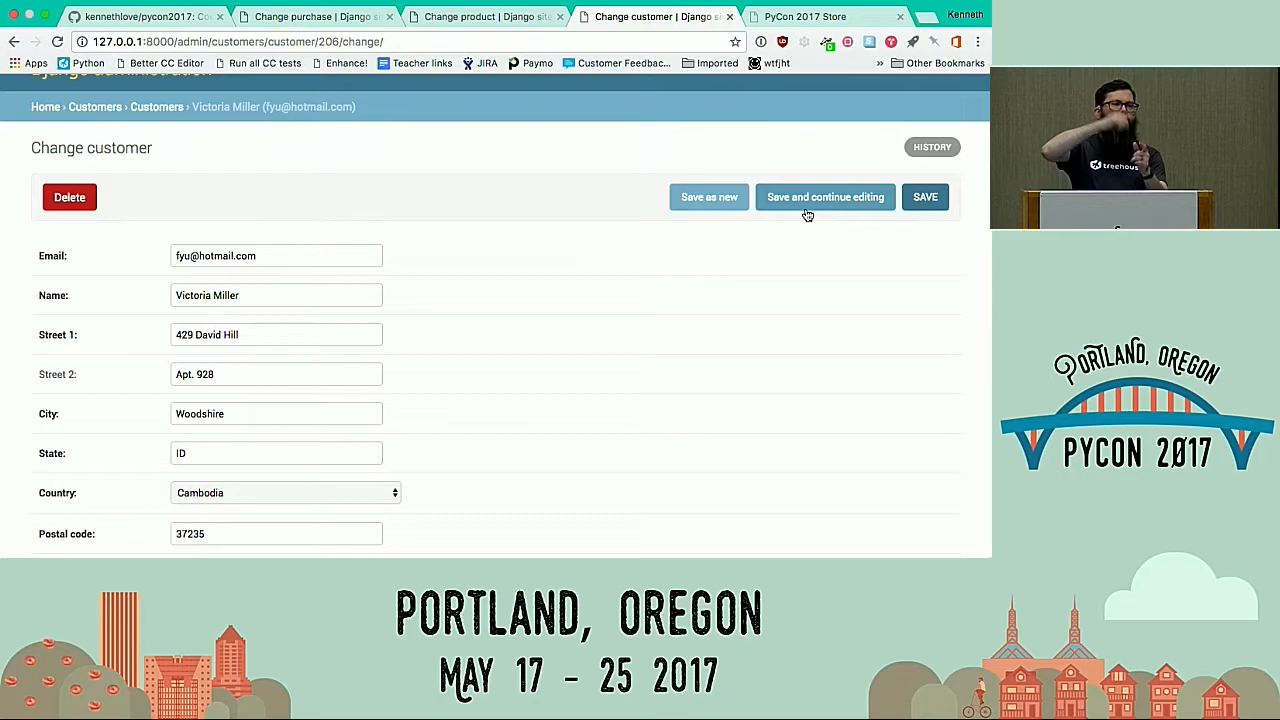 kennethlove/pycon2017: Co
Change purchase | Django site
Change product | Django site
Change customer | Django si
PyCon 2017 Store
Kenneth
127.0.0.1:8000/admin/customers/customer/206/change/
Apps
Python
Better CC Editor
Run all CC tests
Enhance!
Teacher links
JIRA
Paymo
Customer Feedbac...
Imported
wtfjht
» Other Bookmarks
Django administration
Home › Customers › Customers › Victoria Miller (fyu@hotmail.com)
Change customer
HISTORY
Delete
Save as new
Save and continue editing
SAVE
Email: fyu@hotmail.com
Name: Victoria Miller
Street 1: 429 David Hill
Street 2: Apt. 928
City: Woodshire
State: ID
Country: Cambodia
Postal code: 37235
treehouse
PORTLAND, OREGON
PYCON 2017
PORTLAND, OREGON
MAY 17 - 25 2017